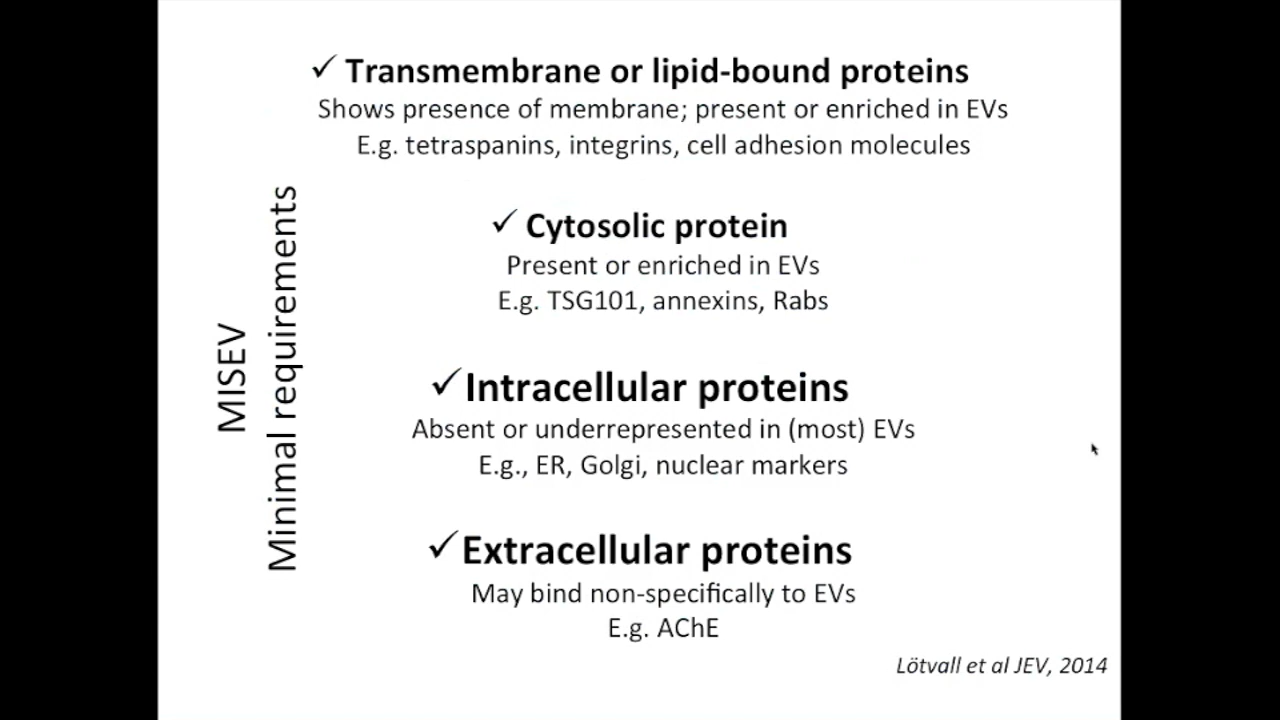 MISEV
Minimal requirements
✓ Transmembrane or lipid-bound proteins
Shows presence of membrane; present or enriched in EVs
E.g. tetraspanins, integrins, cell adhesion molecules
✓ Cytosolic protein
Present or enriched in EVs
E.g. TSG101, annexins, Rabs
✓ Intracellular proteins
Absent or underrepresented in (most) EVs
E.g., ER, Golgi, nuclear markers
✓ Extracellular proteins
May bind non-specifically to EVs
E.g. AChE
Lötvall et al JEV, 2014